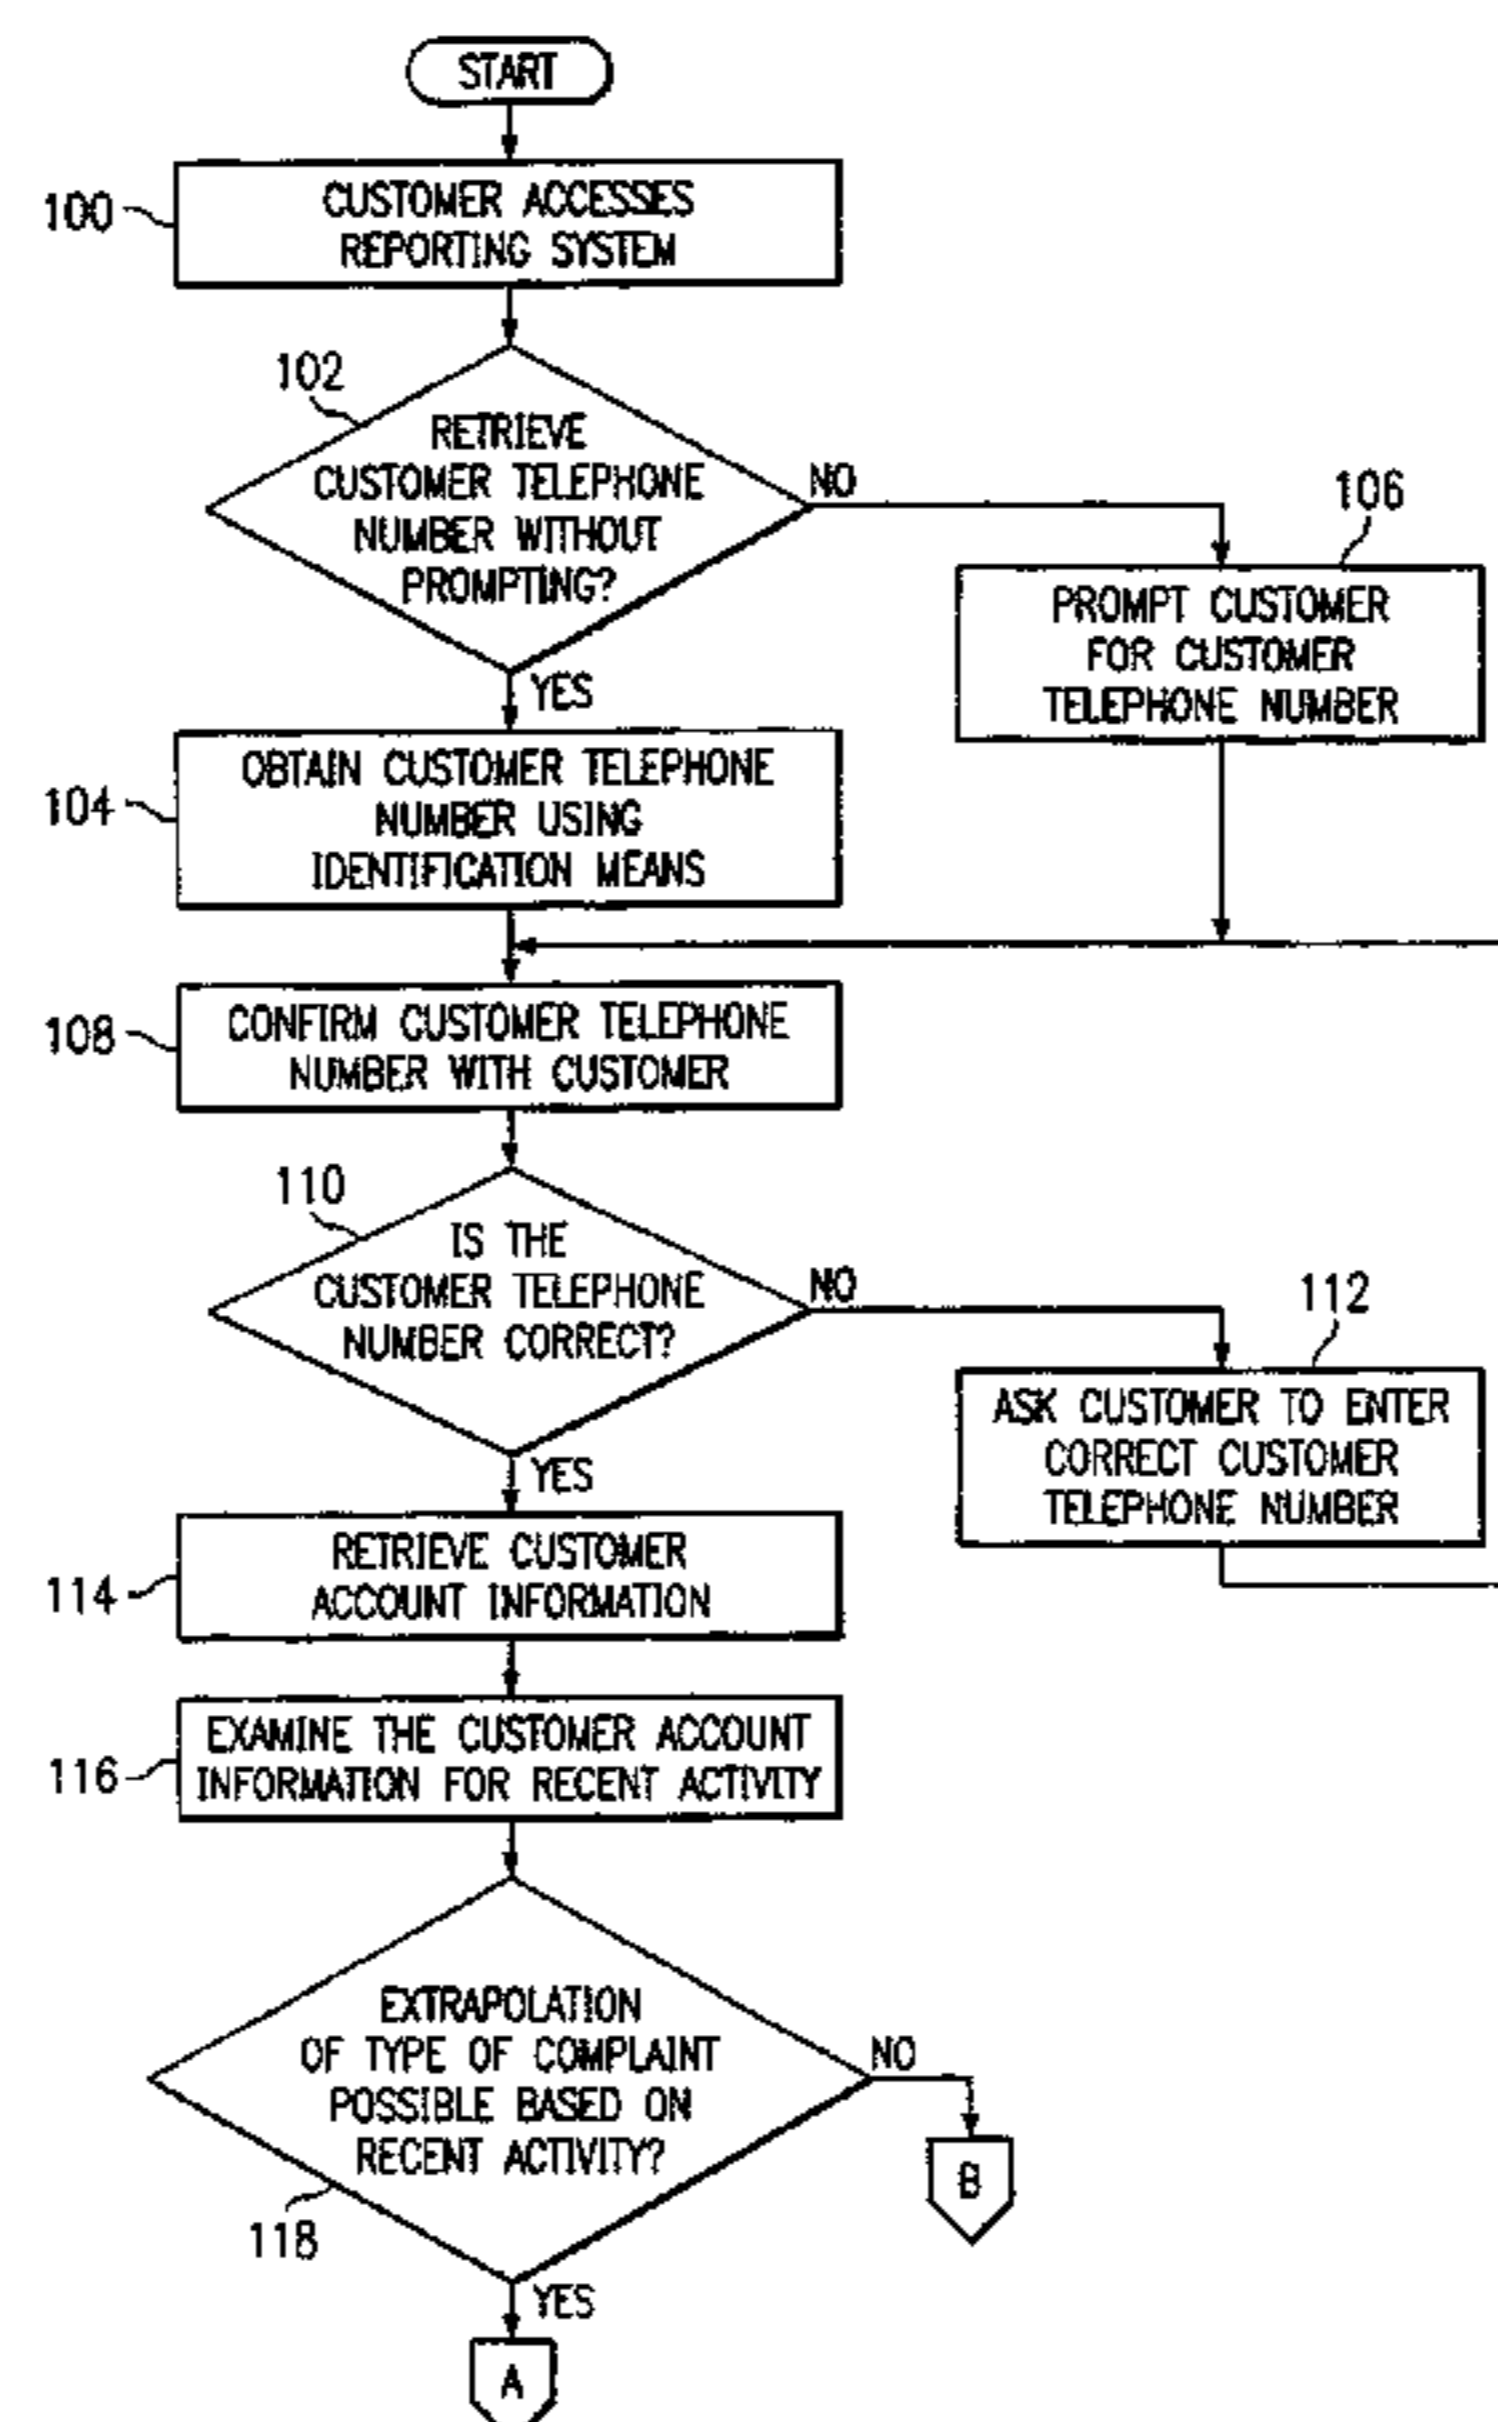 START
100
CUSTOMER ACCESSES
REPORTING SYSTEM
102
RETRIEVE
CUSTOMER TELEPHONE
NUMBER WITHOUT
PROMPTING?
NO
YES
106
PROMPT CUSTOMER
FOR CUSTOMER
TELEPHONE NUMBER
104
OBTAIN CUSTOMER TELEPHONE
NUMBER USING
IDENTIFICATION MEANS
108
CONFIRM CUSTOMER TELEPHONE
NUMBER WITH CUSTOMER
110
IS THE
CUSTOMER TELEPHONE
NUMBER CORRECT?
NO
YES
112
ASK CUSTOMER TO ENTER
CORRECT CUSTOMER
TELEPHONE NUMBER
114
RETRIEVE CUSTOMER
ACCOUNT INFORMATION
116
EXAMINE THE CUSTOMER ACCOUNT
INFORMATION FOR RECENT ACTIVITY
EXTRAPOLATION
OF TYPE OF COMPLAINT
POSSIBLE BASED ON
RECENT ACTIVITY?
118
NO
B
YES
A